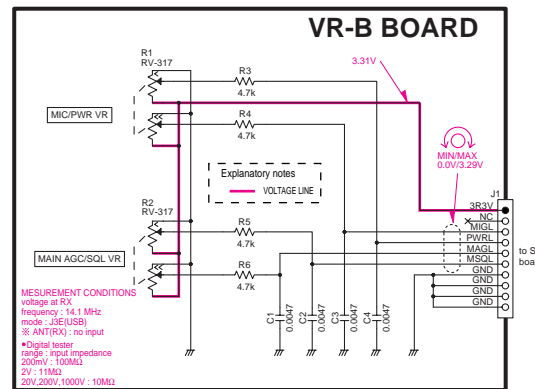 VR-B BOARD
R1
RV-317
R3
4.7k
3.31V
MIC/PWR VR
R4
4.7k
MIN/MAX
0.0V/3.29V
Explanatory notes
VOLTAGE LINE
J1
3R3V
NC
MIGL
PWRL
MAGL
MSQL
GND
GND
GND
GND
to S
boa
R2
RV-317
R5
4.7k
MAIN AGC/SQL VR
R6
4.7k
C1
0.0047
C2
0.0047
C3
0.0047
C4
0.0047
MESUREMENT CONDITIONS
voltage at RX
frequency : 14.1 MHz
mode : J3E(USB)
※ ANT(RX) : no input
•Digital tester
range : input impedance
200mV : 100MΩ
2V : 11MΩ
20V,200V,1000V : 10MΩ